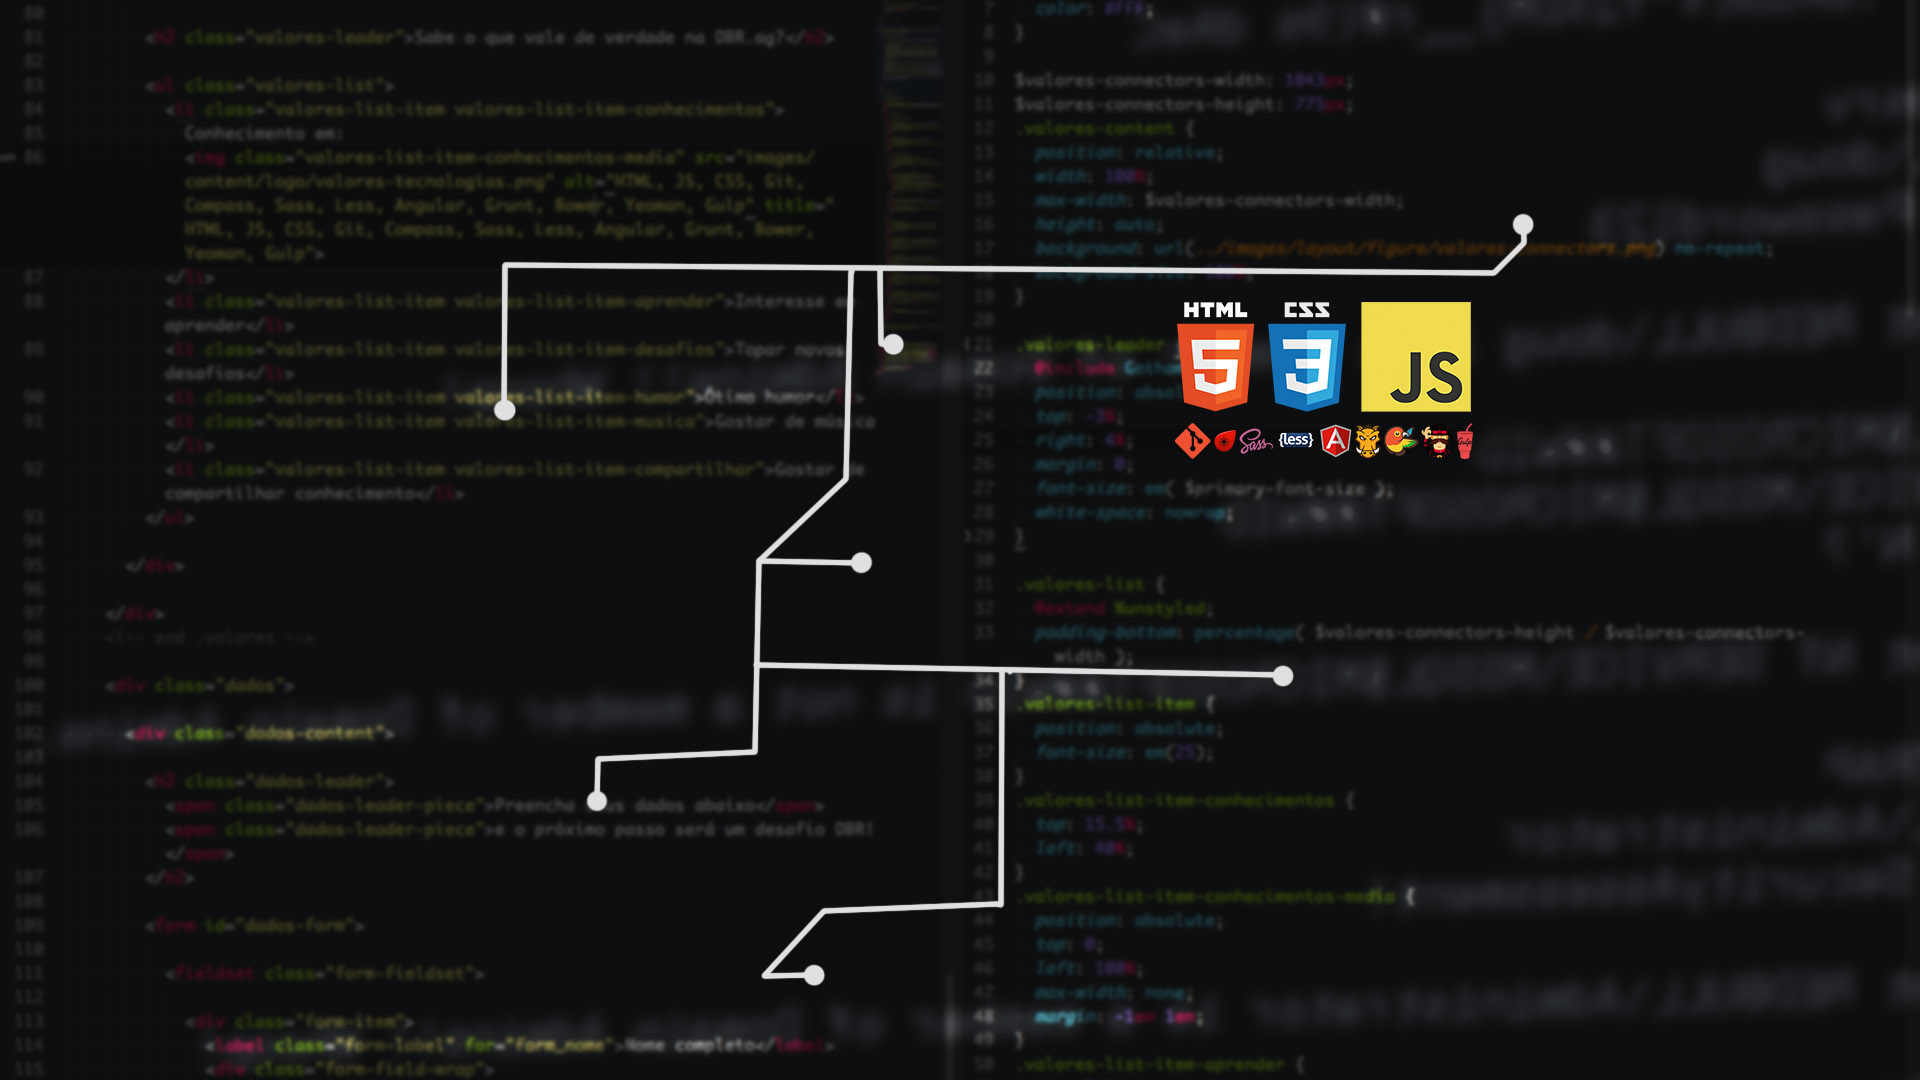 80
81 <h2 class="valores-leader">Sabe o que vale de verdade na DBR.ag?</h2>
82
83 <ul class="valores-list">
84 <li class="valores-list-item valores-list-item-conhecimentos">
85 Conhecimento em:
86 <img class="valores-list-item-conhecimentos-media" src="images/
content/logo/valores-tecnologias.png" alt="HTML, JS, CSS, Git,
Compass, Sass, Less, Angular, Grunt, Bower, Yeoman, Gulp" title="
HTML, JS, CSS, Git, Compass, Sass, Less, Angular, Grunt, Bower,
Yeoman, Gulp">
87 </li>
88 <li class="valores-list-item valores-list-item-aprender">Interesse em
aprender</li>
89 <li class="valores-list-item valores-list-item-desafios">Topar novos
desafios</li>
90 <li class="valores-list-item valores-list-item-humor">Ótimo humor</li>
91 <li class="valores-list-item valores-list-item-musica">Gostar de música
</li>
92 <li class="valores-list-item valores-list-item-compartilhar">Gostar de
compartilhar conhecimento</li>
93 </ul>
94
95 </div>
96
97 </div>
98 <!-- end .valores -->
99
100 <div class="dados">
101
102 <div class="dados-content">
103
104 <h2 class="dados-leader">
105 <span class="dados-leader-piece">Preencha us dados abaixo</span>
106 <span class="dados-leader-piece">e o próximo passo será um desafio DBR!
</span>
107 </h2>
108
109 <form id="dados-form">
110
111 <fieldset class="form-fieldset">
112
113 <div class="form-item">
114 <label class="form-label" for="form_nome">Nome completo</label>
115 <div class="form-field-wrap">
7 color: #FFF;
8 }
9
10 $valores-connectors-width: 1043px;
11 $valores-connectors-height: 775px;
12 .valores-content {
13 position: relative;
14 width: 100%;
15 max-width: $valores-connectors-width;
16 height: auto;
17 background: url(../images/layout/figure/valores-connectors.png) no-repeat;
19 }
20
21 .valores-leader
22 @include Gotha
23 position: absol
24 top: -3%;
25 right: 4%;
26 margin: 0;
27 font-size: em( $primary-font-size );
28 white-space: nowrap;
29 }
30
31 .valores-list {
32 @extend %unstyled;
33 padding-bottom: percentage( $valores-connectors-height / $valores-connectors-
width );
34 }
35 .valores-list-item {
36 position: absolute;
37 font-size: em(25);
38 }
39 .valores-list-item-conhecimentos {
40 top: 15.5%;
41 left: 40%;
42 }
43 .valores-list-item-conhecimentos-media {
44 position: absolute;
45 top: 0;
46 left: 100%;
47 max-width: none;
48 margin: -1em 1em;
49 }
50 .valores-list-item-aprender {
HTML CSS
5 3 JS
Sass {less} A Gulp